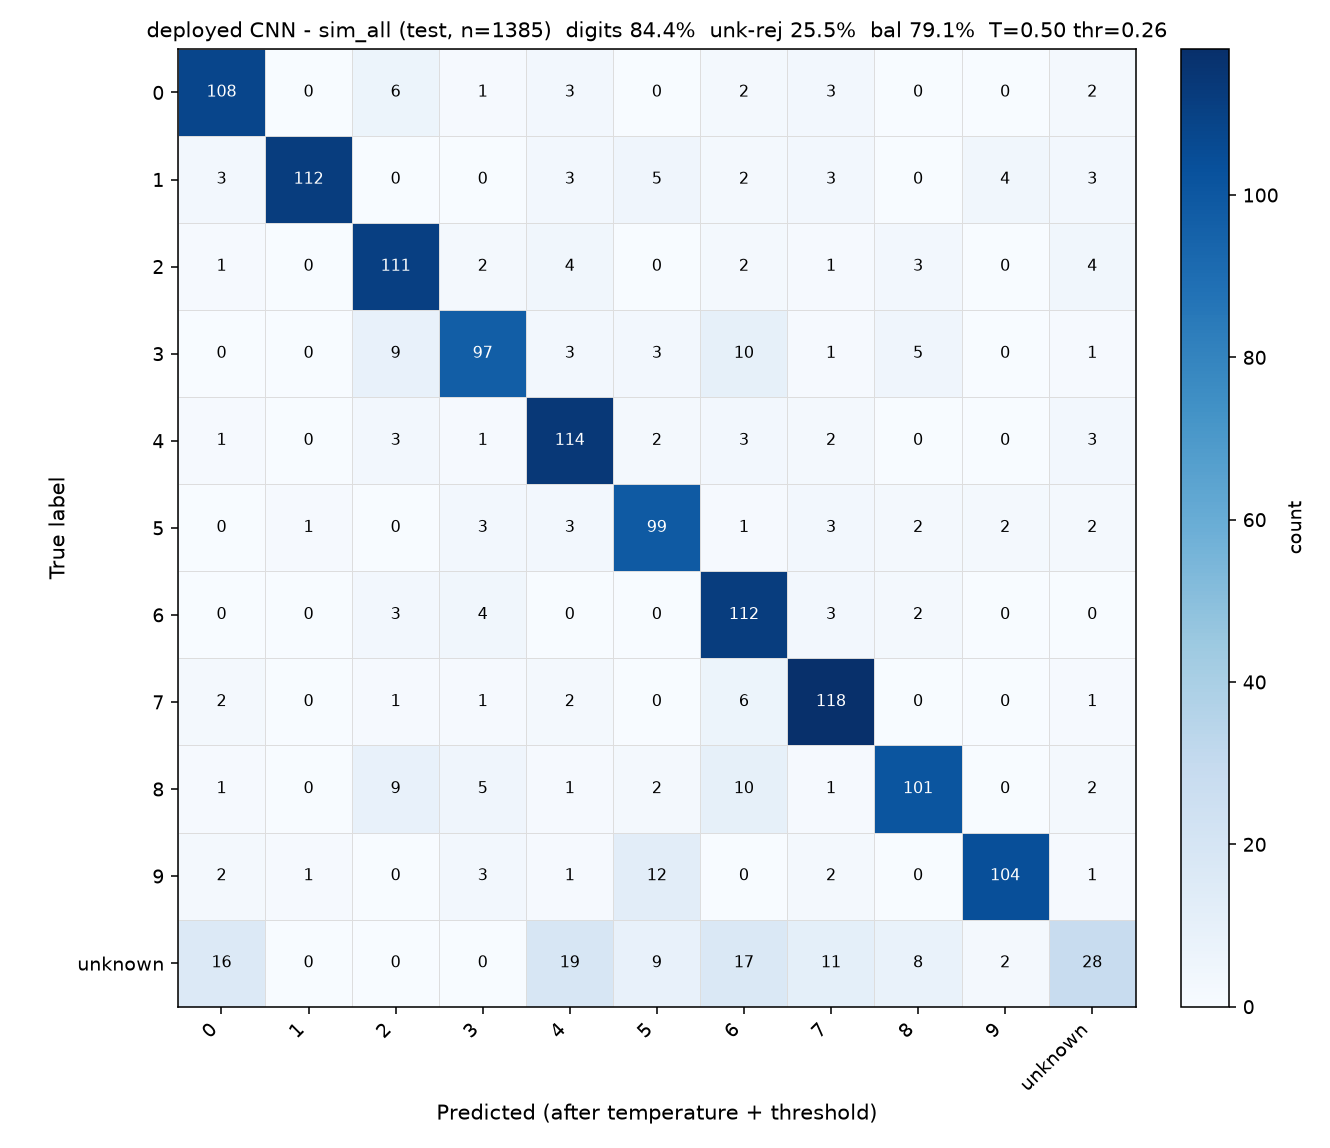 deployed CNN - sim_all (test, n=1385)  digits 84.4%  unk-rej 25.5%  bal 79.1%  T=0.50 thr=0.26
True label
0 108 0 6 1 3 0 2 3 0 0 2
1 3 112 0 0 3 5 2 3 0 4 3
2 1 0 111 2 4 0 2 1 3 0 4
3 0 0 9 97 3 3 10 1 5 0 1
4 1 0 3 1 114 2 3 2 0 0 3
5 0 1 0 3 3 99 1 3 2 2 2
6 0 0 3 4 0 0 112 3 2 0 0
7 2 0 1 1 2 0 6 118 0 0 1
8 1 0 9 5 1 2 10 1 101 0 2
9 2 1 0 3 1 12 0 2 0 104 1
unknown 16 0 0 0 19 9 17 11 8 2 28
0 1 2 3 4 5 6 7 8 9 unknown
Predicted (after temperature + threshold)
100
80
60
40
20
0
count